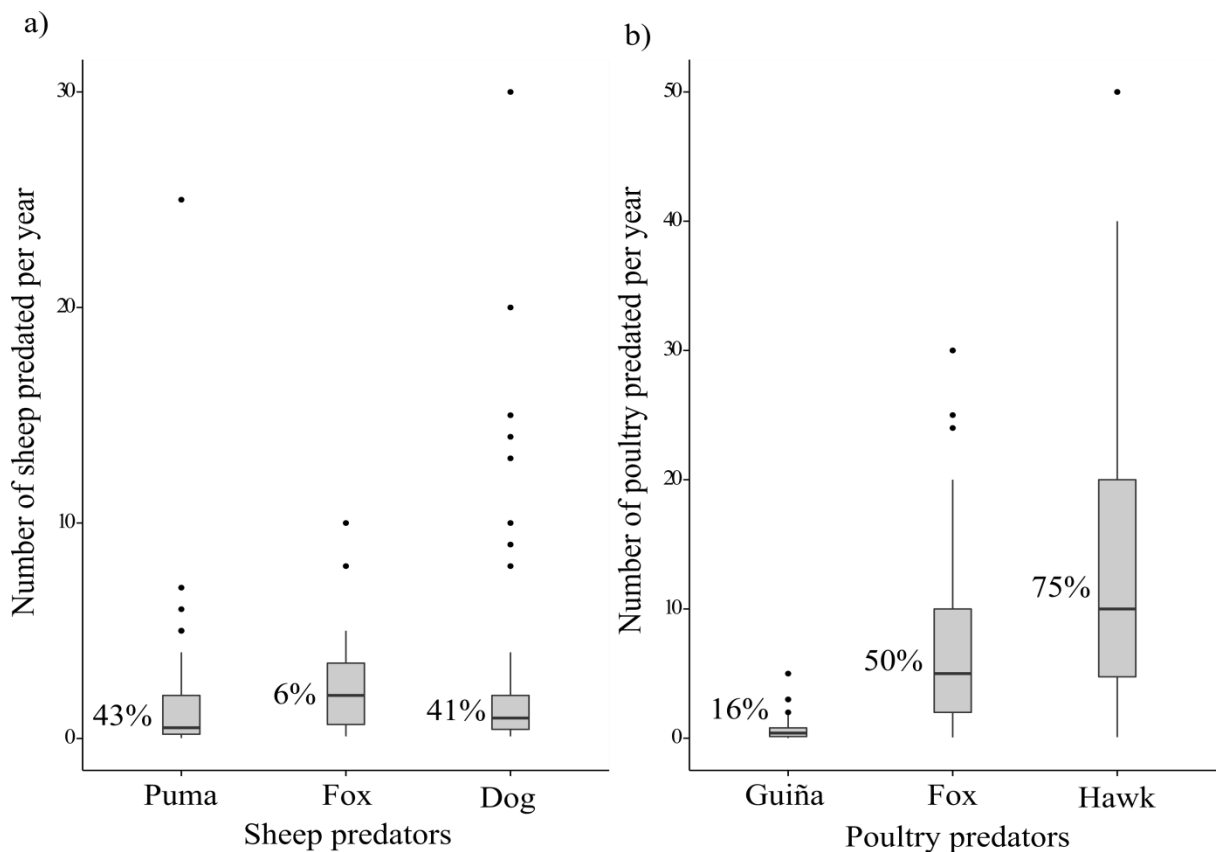 a)
Number of sheep predated per year
30
20
10
0
43%
6%
41%
Puma
Fox
Dog
Sheep predators
b)
Number of poultry predated per year
50
40
30
20
10
0
16%
50%
75%
Guiña
Fox
Hawk
Poultry predators